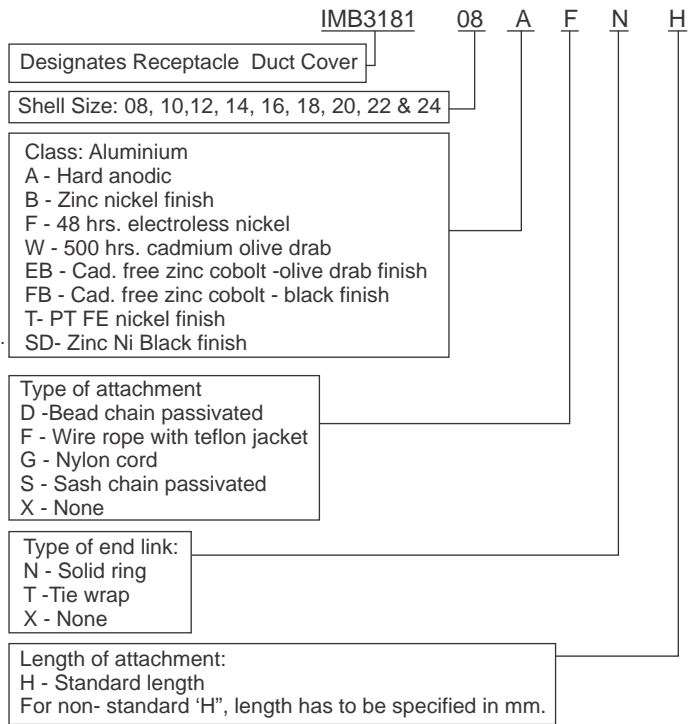 IMB3181 08 A F N H
Designates Receptacle Duct Cover
Shell Size: 08, 10,12, 14, 16, 18, 20, 22 & 24
Class: Aluminium
A - Hard anodic
B - Zinc nickel finish
F - 48 hrs. electroless nickel
W - 500 hrs. cadmium olive drab
EB - Cad. free zinc cobolt -olive drab finish
FB - Cad. free zinc cobolt - black finish
T- PT FE nickel finish
SD- Zinc Ni Black finish
Type of attachment
D -Bead chain passivated
F - Wire rope with teflon jacket
G - Nylon cord
S - Sash chain passivated
X - None
Type of end link:
N - Solid ring
T -Tie wrap
X - None
Length of attachment:
H - Standard length
For non- standard ‘H”, length has to be specified in mm.